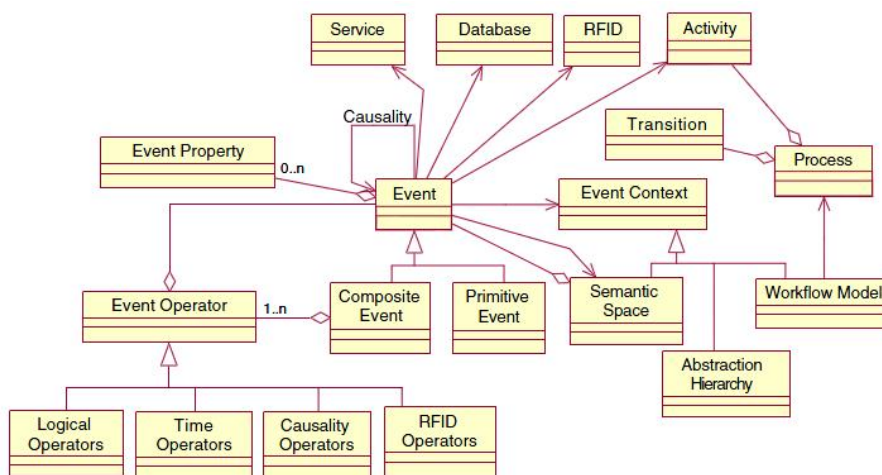 Service
Database
RFID
Activity
Causality
Transition
Event Property
0..n
Process
Event
Event Context
Event Operator
1..n
Composite
Event
Primitive
Event
Semantic
Space
Workflow Model
Abstraction
Hierarchy
Logical
Operators
Time
Operators
Causality
Operators
RFID
Operators